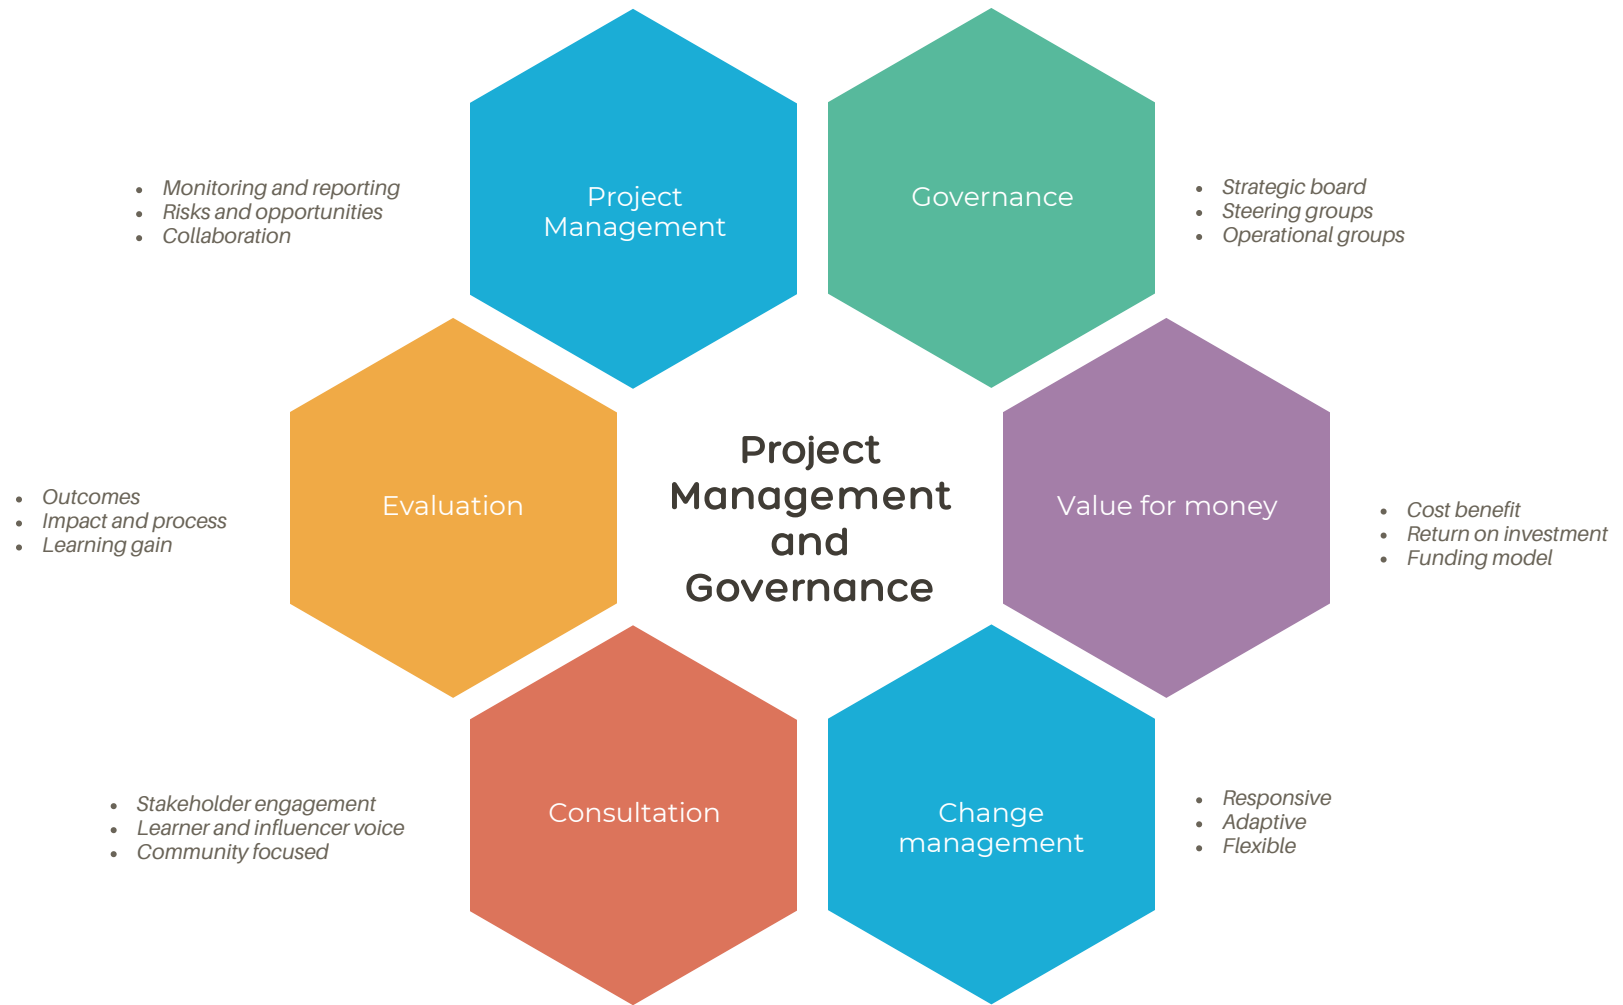 Project
Management
• Monitoring and reporting
• Risks and opportunities
• Collaboration
Governance
• Strategic board
• Steering groups
• Operational groups
Evaluation
• Outcomes
• Impact and process
• Learning gain
Project
Management
and
Governance
Value for money
• Cost benefit
• Return on investment
• Funding model
Consultation
• Stakeholder engagement
• Learner and influencer voice
• Community focused
Change
management
• Responsive
• Adaptive
• Flexible